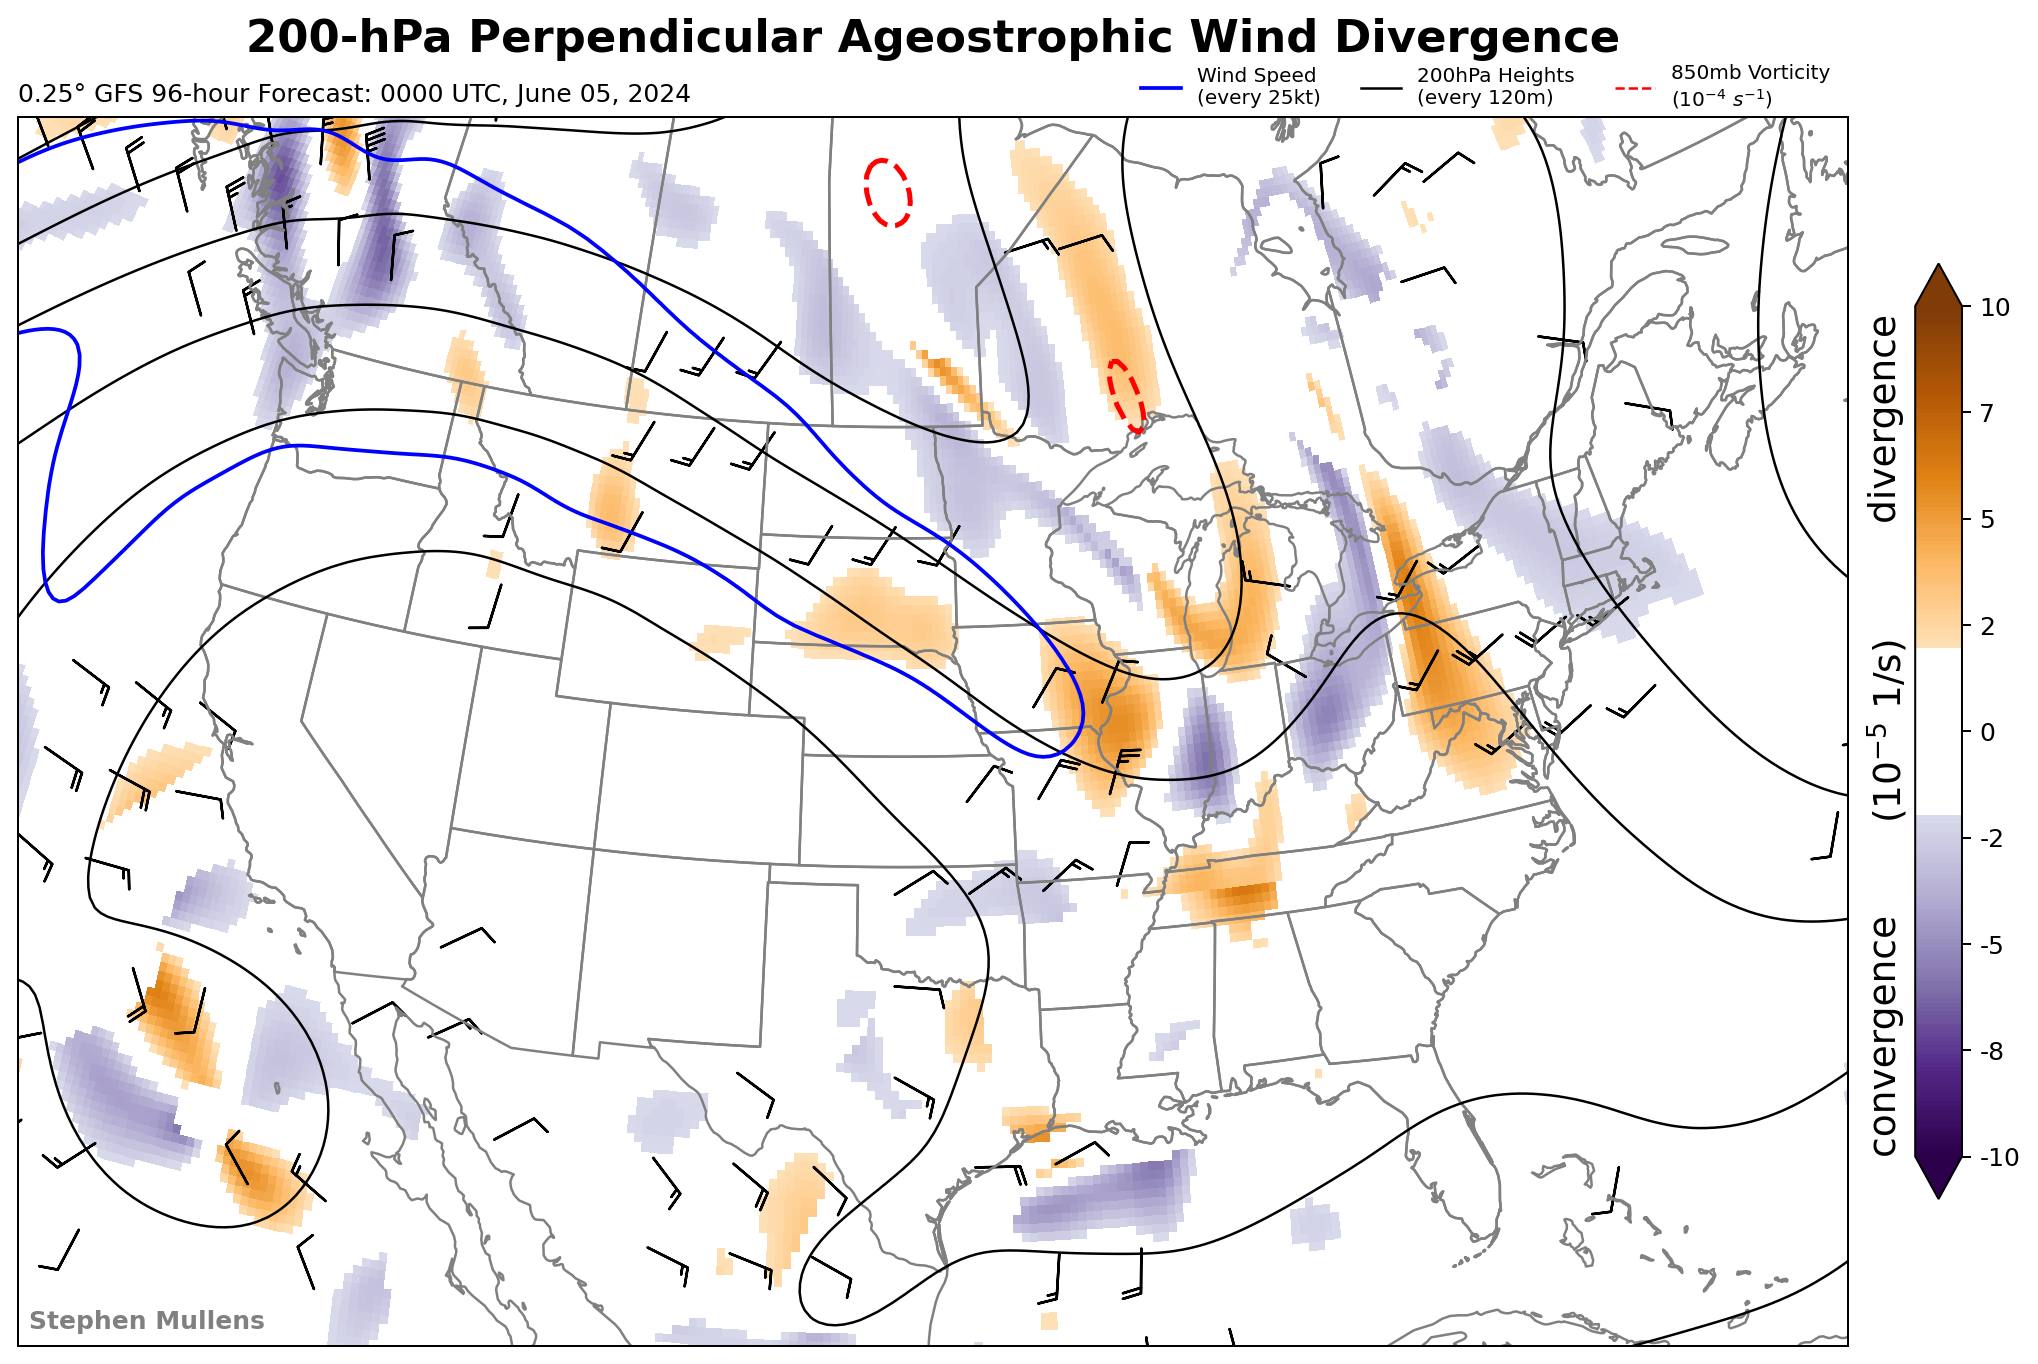 200-hPa Perpendicular Ageostrophic Wind Divergence
0.25° GFS 96-hour Forecast: 0000 UTC, June 05, 2024
Wind Speed
(every 25kt)
200hPa Heights
(every 120m)
850mb Vorticity
(10⁻⁴ s⁻¹)
10
7
5
2
0
-2
-5
-8
-10
convergence (10⁻⁵ 1/s) divergence
Stephen Mullens